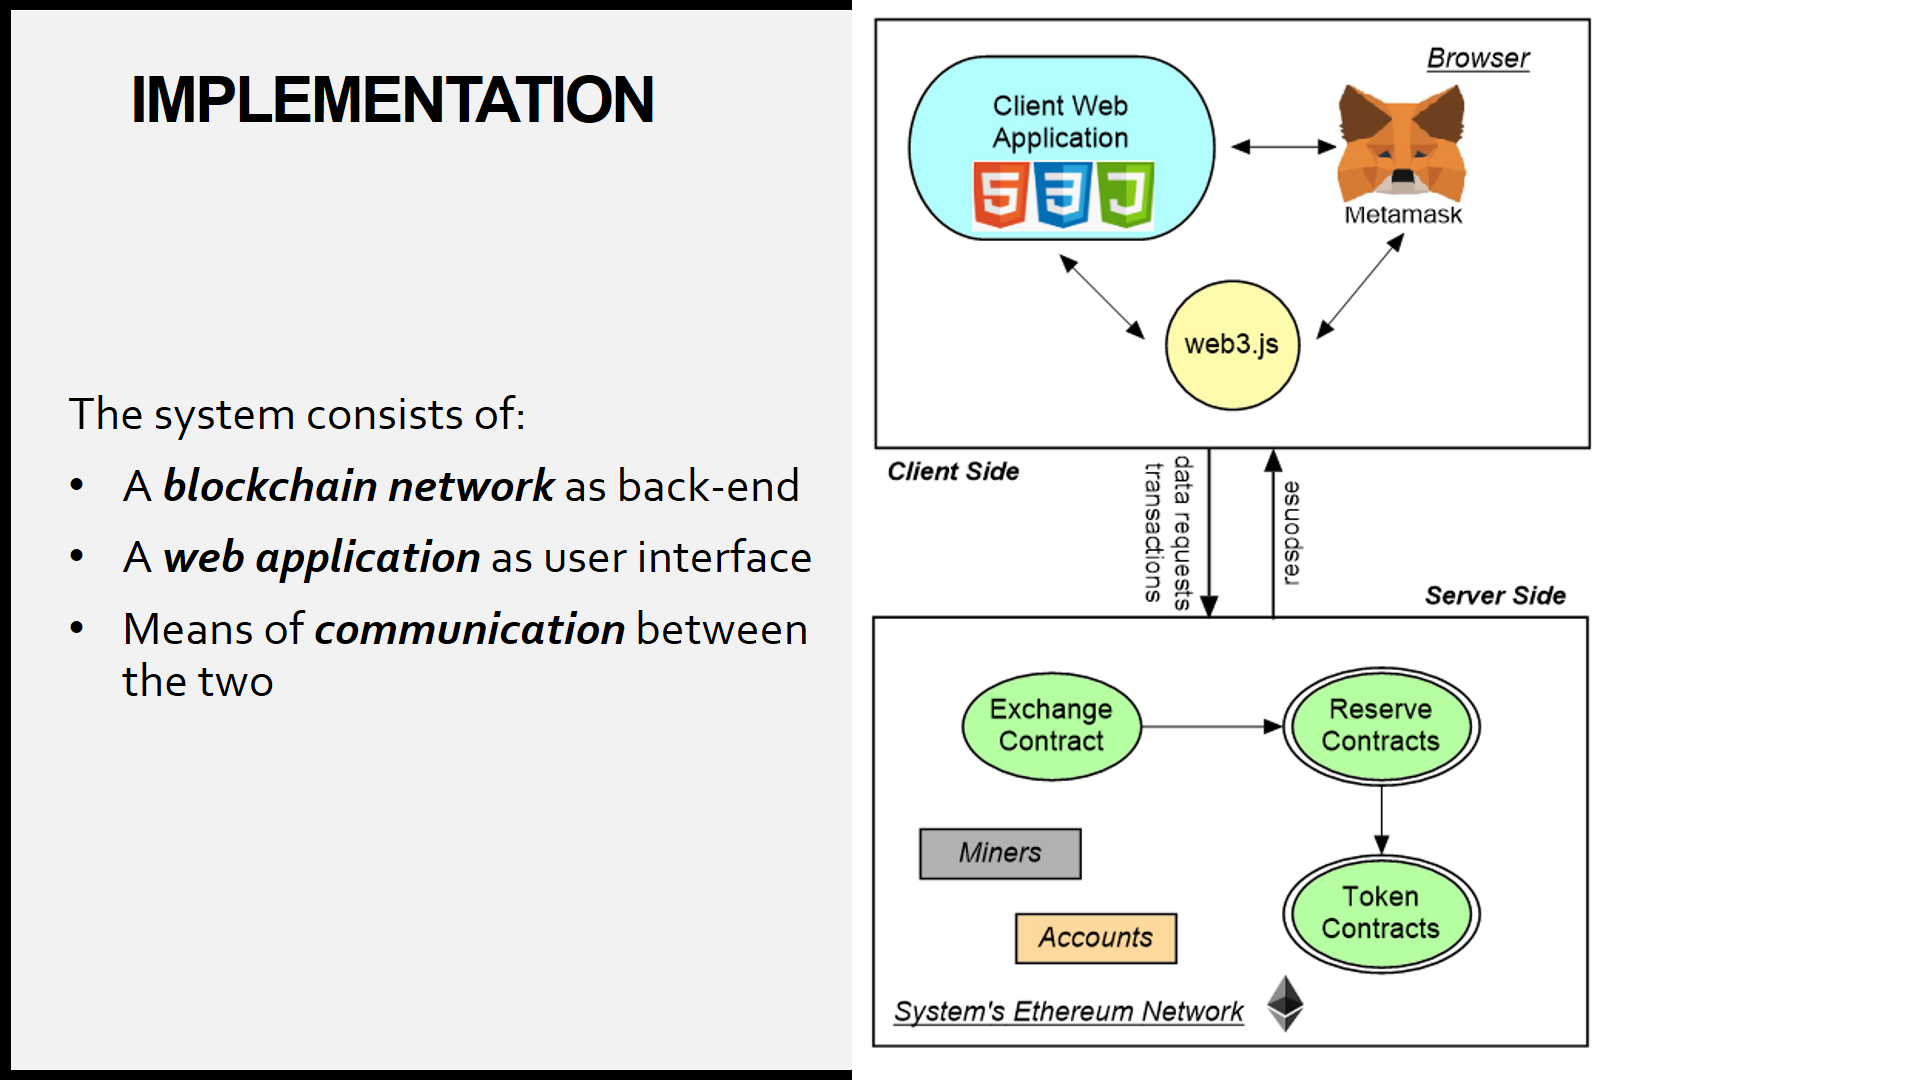 IMPLEMENTATION
The system consists of:
• A blockchain network as back-end
• A web application as user interface
• Means of communication between
the two
Browser
Client Web
Application
Metamask
web3.js
Client Side
data requests
transactions
response
Server Side
Exchange
Contract
Reserve
Contracts
Miners
Accounts
Token
Contracts
System's Ethereum Network